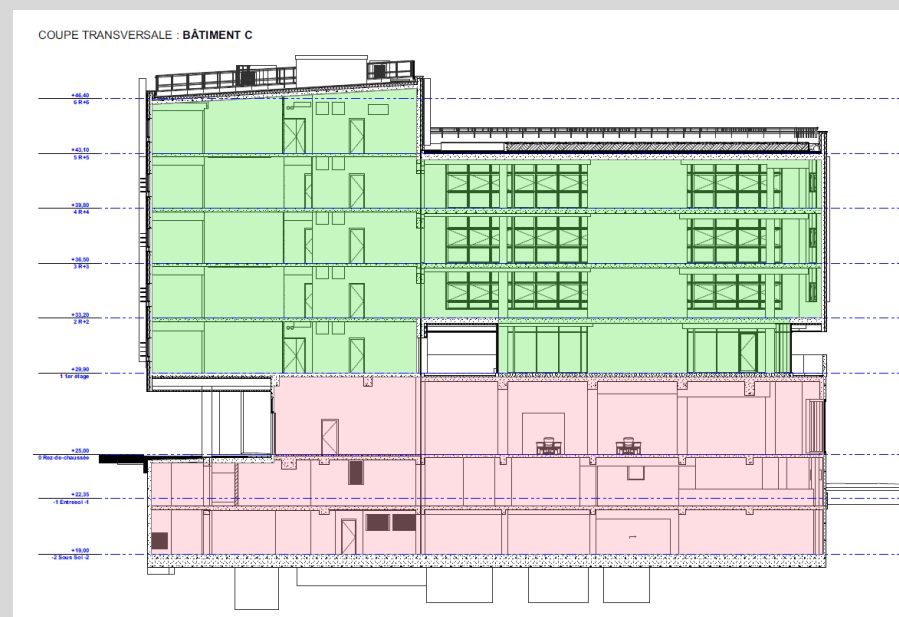 COUPE TRANSVERSALE : BÂTIMENT C
+46,40
6 R+6
+43,10
5 R+5
+39,80
4 R+4
+36,50
3 R+3
+33,20
2 R+2
+29,90
1 1er étage
+25,00
0 Rez-de-chaussée
+22,35
-1 Entresol -1
+19,00
-2 Sous Sol -2